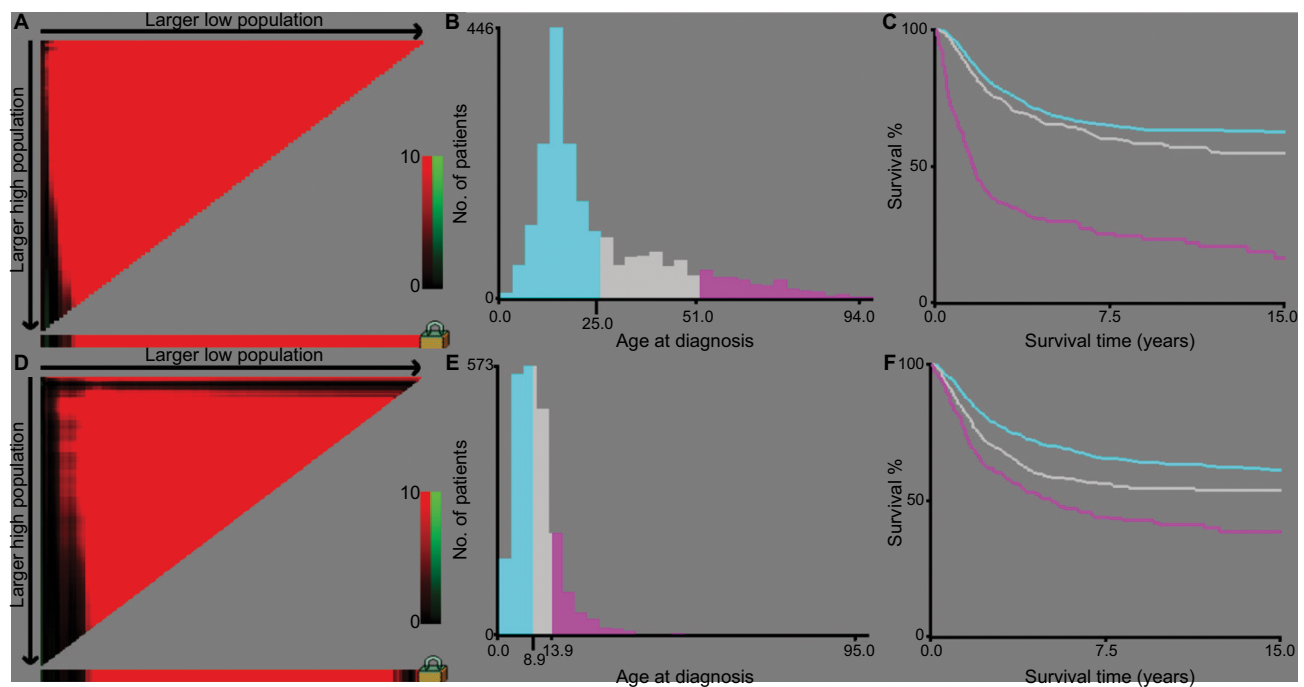 A
Larger low population
Larger high population
10
0
B
446
No. of patients
0
0.0
25.0
51.0
94.0
Age at diagnosis
C
100
Survival %
50
0
0.0
7.5
15.0
Survival time (years)
D
Larger low population
Larger high population
10
0
E
573
No. of patients
0
0.0
8.9
13.9
95.0
Age at diagnosis
F
100
Survival %
50
0
0.0
7.5
15.0
Survival time (years)